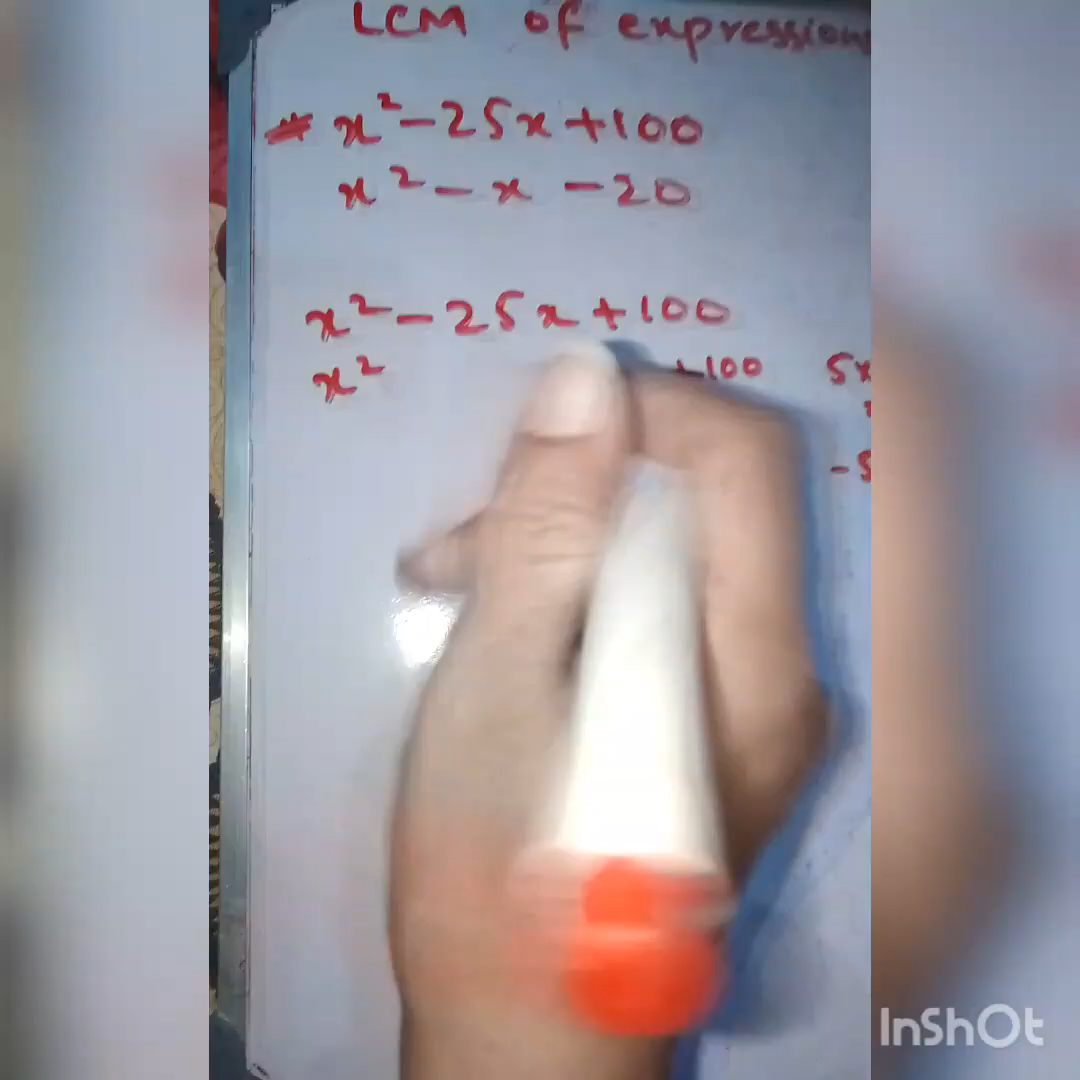 LCM of expression
* x² - 25x + 100
x² - x - 20
x² - 25x + 100
x² +100 5x
-5
InShOt